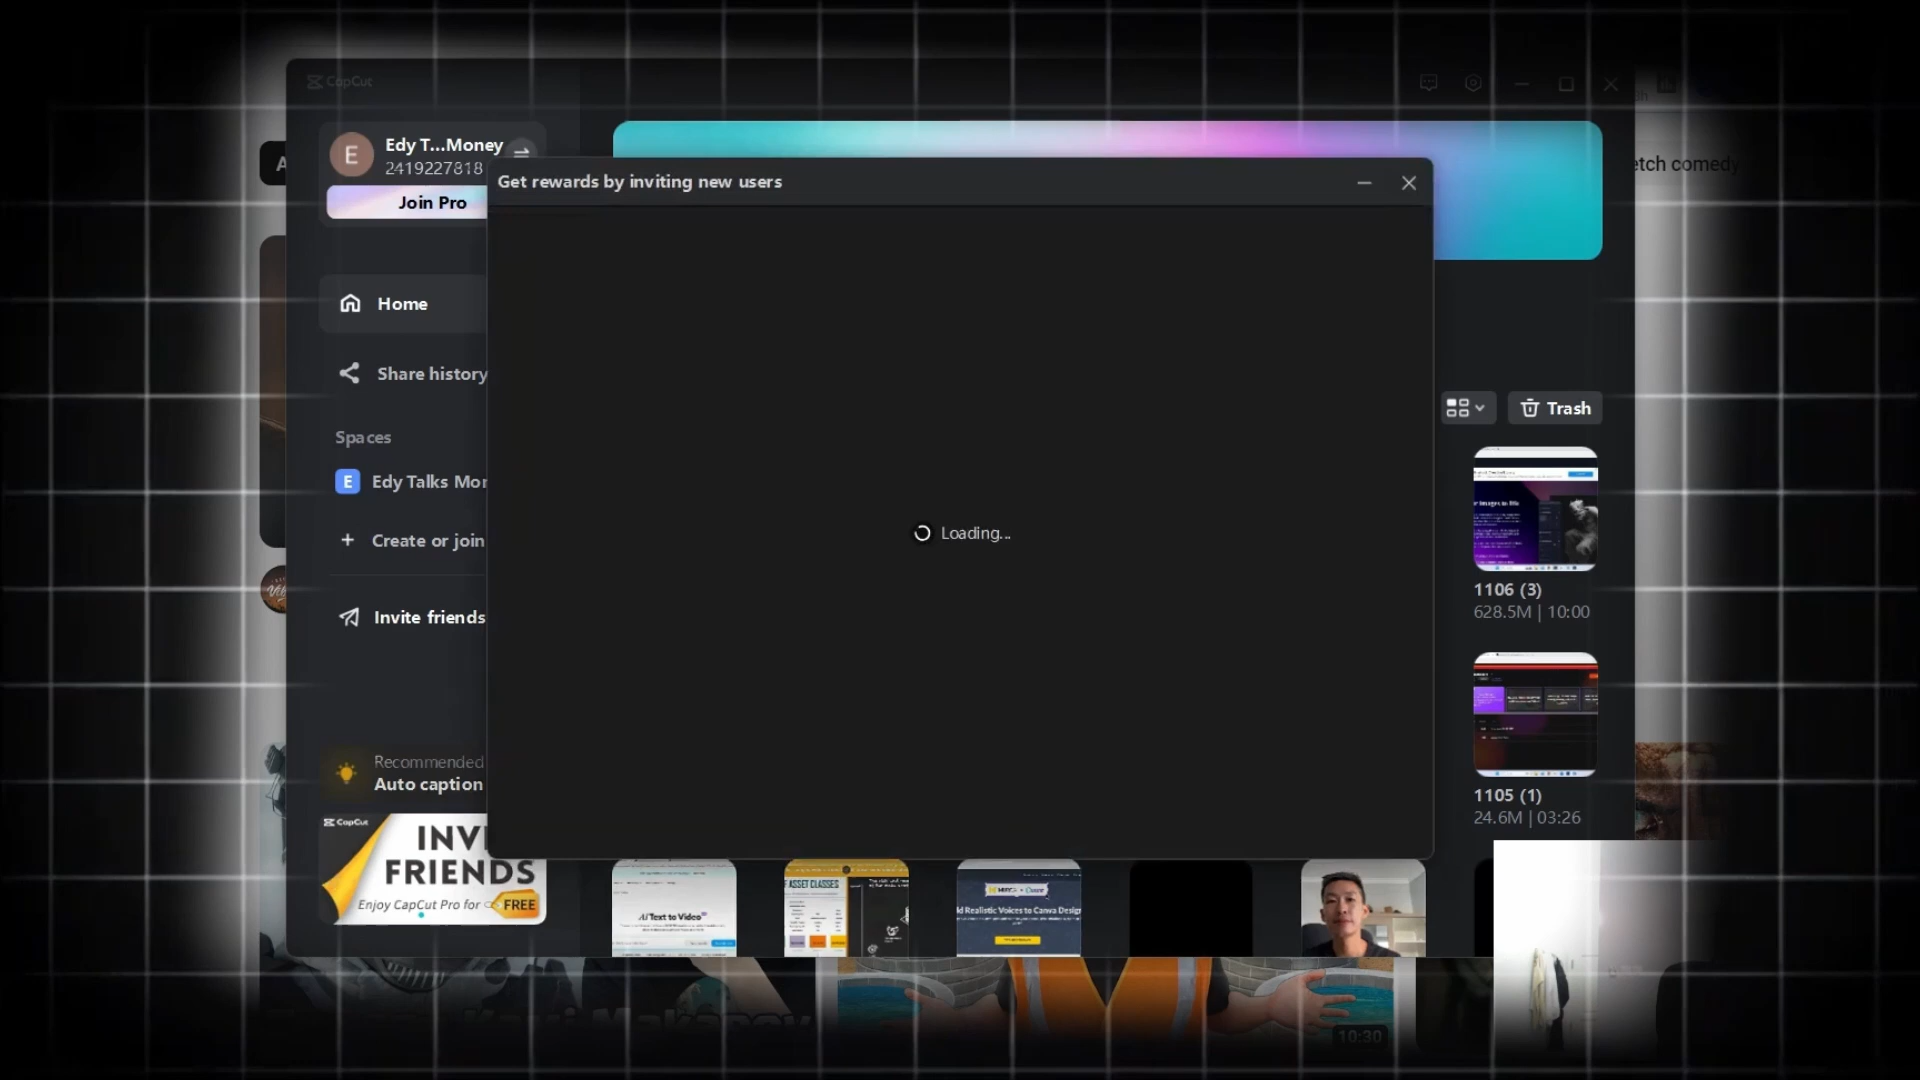 CapCut
E
Edy T...Money
2419227818
Join Pro
Get rewards by inviting new users
etch comedy
Home
Share history
Spaces
E
Edy Talks Mon
Create or join
Invite friends
Loading...
Trash
1106 (3)
628.5M | 10:00
1105 (1)
24.6M | 03:26
Recommended
Auto caption
CapCut
INVI
FRIENDS
Enjoy CapCut Pro for
FREE
AI Text to Video
F ASSET CLASSES
d Realistic Voices to Canva Design
10:30